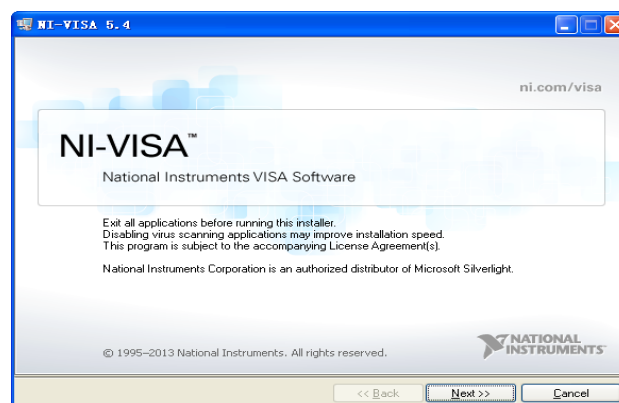 NI-VISA 5.4
ni.com/visa
NI-VISA™
National Instruments VISA Software
Exit all applications before running this installer.
Disabling virus scanning applications may improve installation speed.
This program is subject to the accompanying License Agreement(s).
National Instruments Corporation is an authorized distributor of Microsoft Silverlight.
© 1995–2013 National Instruments. All rights reserved.
NATIONAL
INSTRUMENTS™
<< Back
Next >>
Cancel